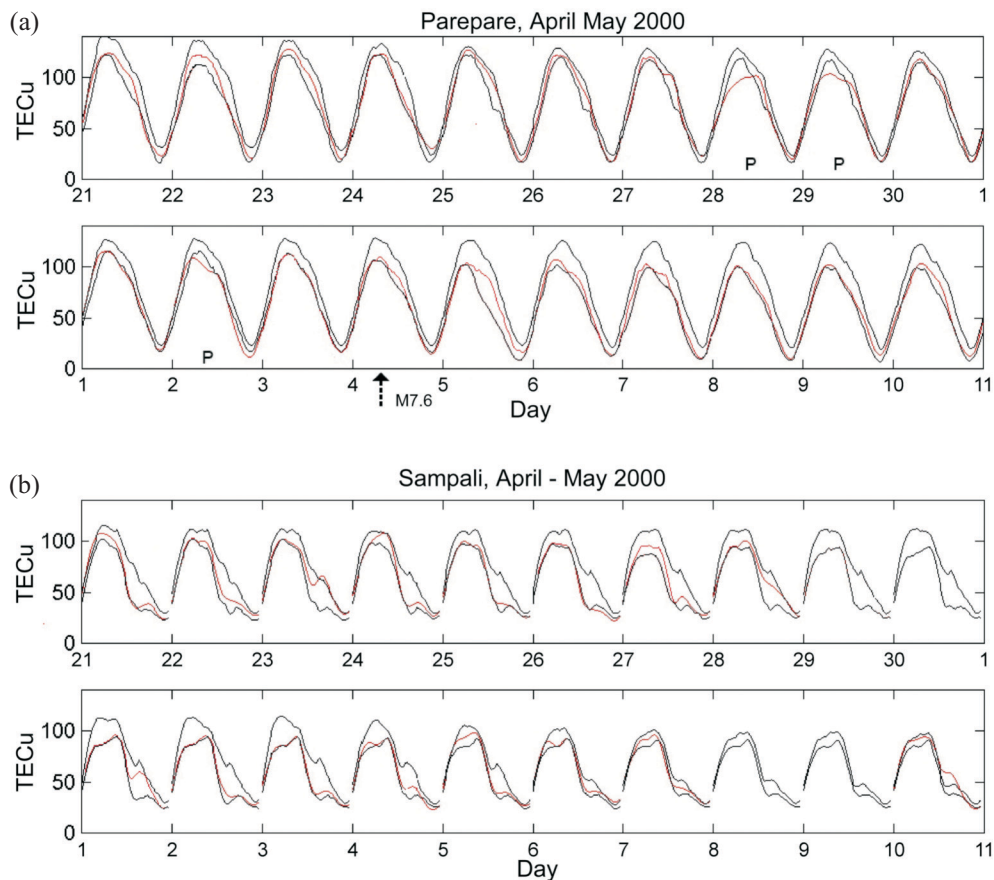 (a)
Parepare, April May 2000
TECu
100
50
0
21 22 23 24 25 26 27 28 29 30 1
P P
TECu
100
50
0
1 2 3 4 5 6 7 8 9 10 11
P
M7.6
Day
(b)
Sampali, April - May 2000
TECu
100
50
0
21 22 23 24 25 26 27 28 29 30 1
TECu
100
50
0
1 2 3 4 5 6 7 8 9 10 11
Day